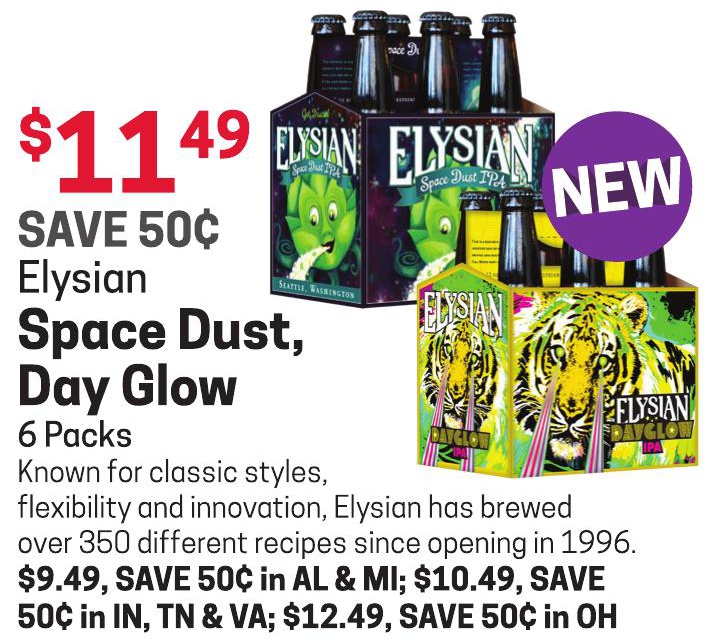 $11 49
SAVE 50¢
Elysian
Space Dust,
Day Glow
6 Packs
Known for classic styles,
flexibility and innovation, Elysian has brewed
over 350 different recipes since opening in 1996.
$9.49, SAVE 50¢ in AL & MI; $10.49, SAVE
50¢ in IN, TN & VA; $12.49, SAVE 50¢ in OH
NEW
Get Dusted
ELYSIAN
Space Dust IPA
SEATTLE, WASHINGTON
ELYSIAN
Space Dust IPA
ELYSIAN
DAYGLOW
IPA
ELYSIAN
DAYGLOW
IPA